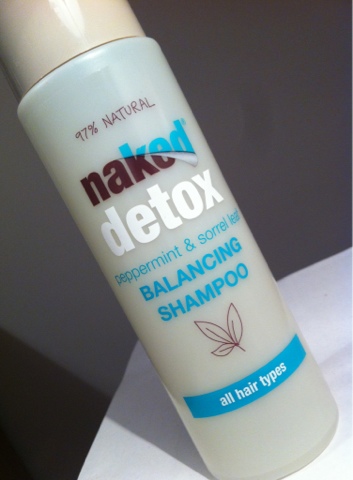 97% NATURAL
naked
detox
peppermint & sorrel leaf
BALANCING
SHAMPOO
all hair types